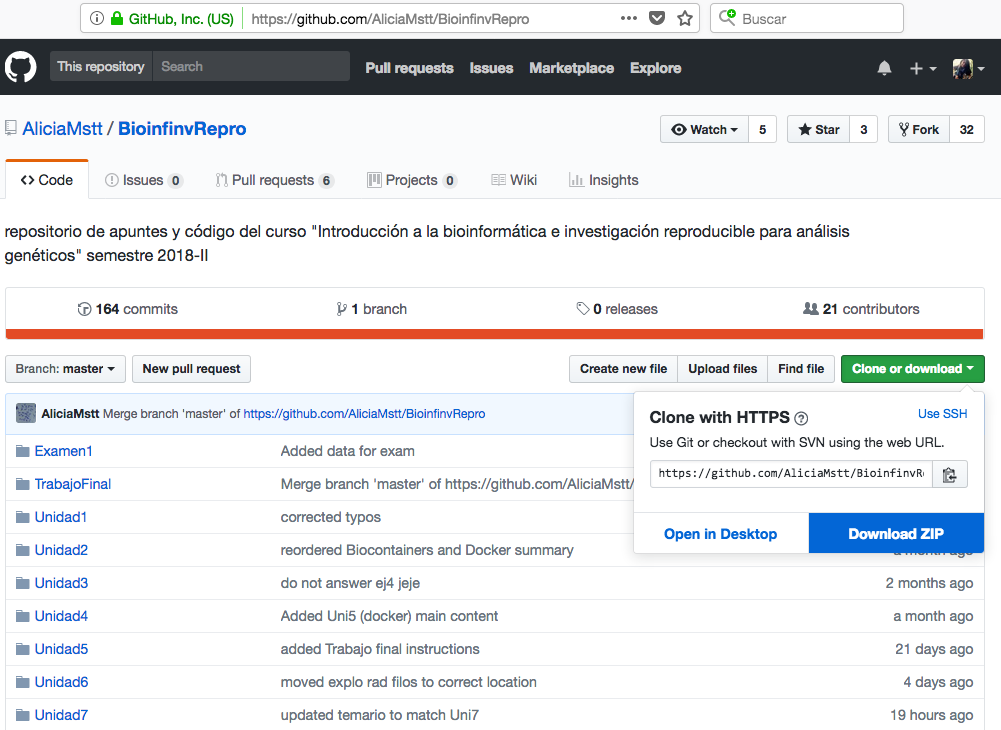 GitHub, Inc. (US) https://github.com/AliciaMstt/BioinfinvRepro ••• Buscar
This repository Search Pull requests Issues Marketplace Explore
AliciaMstt / BioinfinvRepro Watch 5 Star 3 Fork 32
Code Issues 0 Pull requests 6 Projects 0 Wiki Insights
repositorio de apuntes y código del curso "Introducción a la bioinformática e investigación reproducible para análisis
genéticos" semestre 2018-II
164 commits 1 branch 0 releases 21 contributors
Branch: master New pull request Create new file Upload files Find file Clone or download
AliciaMstt Merge branch 'master' of https://github.com/AliciaMstt/BioinfinvRepro
Clone with HTTPS ? Use SSH
Use Git or checkout with SVN using the web URL.
https://github.com/AliciaMstt/BioinfinvR
Open in Desktop Download ZIP
Examen1 Added data for exam
TrabajoFinal Merge branch 'master' of https://github.com/AliciaMstt/
Unidad1 corrected typos
Unidad2 reordered Biocontainers and Docker summary a month ago
Unidad3 do not answer ej4 jeje 2 months ago
Unidad4 Added Uni5 (docker) main content a month ago
Unidad5 added Trabajo final instructions 21 days ago
Unidad6 moved explo rad filos to correct location 4 days ago
Unidad7 updated temario to match Uni7 19 hours ago